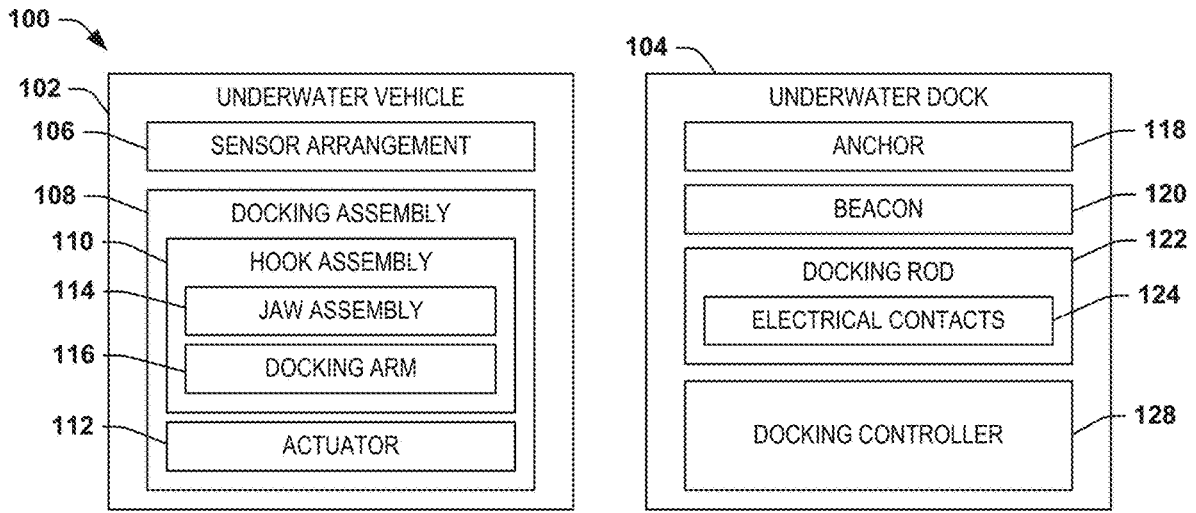 100
102
UNDERWATER VEHICLE
106
SENSOR ARRANGEMENT
108
DOCKING ASSEMBLY
110
HOOK ASSEMBLY
114
JAW ASSEMBLY
116
DOCKING ARM
112
ACTUATOR
104
UNDERWATER DOCK
ANCHOR
118
BEACON
120
DOCKING ROD
122
ELECTRICAL CONTACTS
124
DOCKING CONTROLLER
128